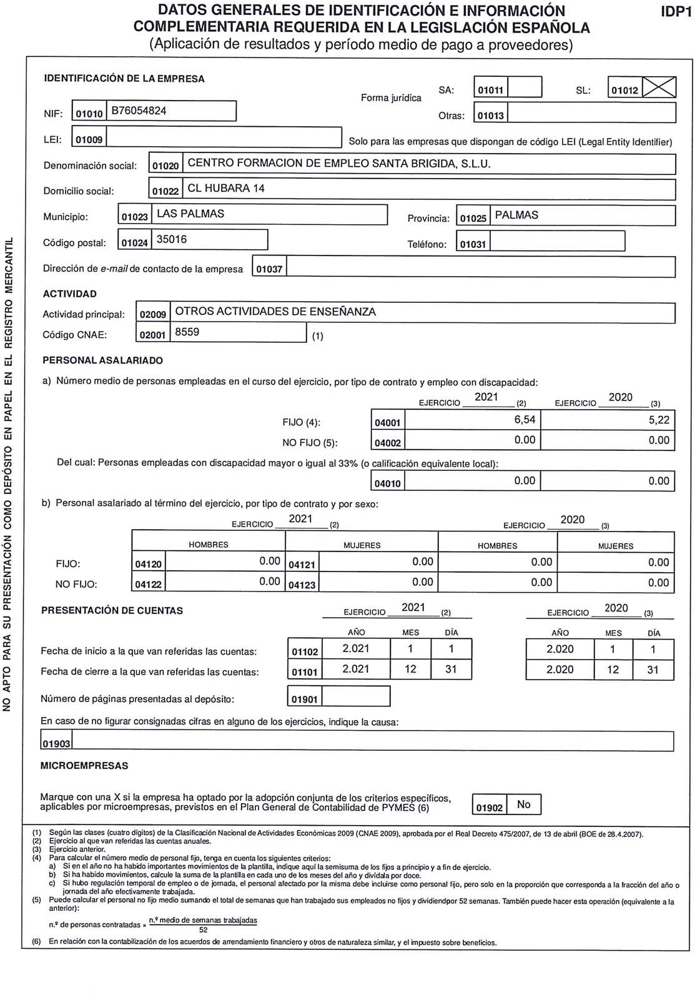 DATOS GENERALES DE IDENTIFICACIÓN E INFORMACIÓN IDP1
COMPLEMENTARIA REQUERIDA EN LA LEGISLACIÓN ESPAÑOLA
(Aplicación de resultados y período medio de pago a proveedores)
IDENTIFICACIÓN DE LA EMPRESA
Forma jurídica SA: 01011 SL: 01012
NIF: 01010 B76054824 Otras: 01013
LEI: 01009 Solo para las empresas que dispongan de código LEI (Legal Entity Identifier)
Denominación social: 01020 CENTRO FORMACION DE EMPLEO SANTA BRIGIDA, S.L.U.
Domicilio social: 01022 CL HUBARA 14
Municipio: 01023 LAS PALMAS Provincia: 01025 PALMAS
Código postal: 01024 35016 Teléfono: 01031
Dirección de e-mail de contacto de la empresa 01037
ACTIVIDAD
Actividad principal: 02009 OTROS ACTIVIDADES DE ENSEÑANZA
Código CNAE: 02001 8559 (1)
PERSONAL ASALARIADO
a) Número medio de personas empleadas en el curso del ejercicio, por tipo de contrato y empleo con discapacidad:
EJERCICIO 2021 (2) EJERCICIO 2020 (3)
FIJO (4): 04001 6,54 5,22
NO FIJO (5): 04002 0.00 0.00
Del cual: Personas empleadas con discapacidad mayor o igual al 33% (o calificación equivalente local):
04010 0.00 0.00
b) Personal asalariado al término del ejercicio, por tipo de contrato y por sexo:
EJERCICIO 2021 (2) EJERCICIO 2020 (3)
HOMBRES MUJERES HOMBRES MUJERES
FIJO: 04120 0.00 04121 0.00 0.00 0.00
NO FIJO: 04122 0.00 04123 0.00 0.00 0.00
PRESENTACIÓN DE CUENTAS EJERCICIO 2021 (2) EJERCICIO 2020 (3)
AÑO MES DÍA AÑO MES DÍA
Fecha de inicio a la que van referidas las cuentas: 01102 2.021 1 1 2.020 1 1
Fecha de cierre a la que van referidas las cuentas: 01101 2.021 12 31 2.020 12 31
Número de páginas presentadas al depósito: 01901
En caso de no figurar consignadas cifras en alguno de los ejercicios, indique la causa:
01903
MICROEMPRESAS
Marque con una X si la empresa ha optado por la adopción conjunta de los criterios específicos,
aplicables por microempresas, previstos en el Plan General de Contabilidad de PYMES (6) 01902 No
(1) Según las clases (cuatro dígitos) de la Clasificación Nacional de Actividades Económicas 2009 (CNAE 2009), aprobada por el Real Decreto 475/2007, de 13 de abril (BOE de 28.4.2007).
(2) Ejercicio al que van referidas las cuentas anuales.
(3) Ejercicio anterior.
(4) Para calcular el número medio de personal fijo, tenga en cuenta los siguientes criterios:
a) Si en el año no ha habido importantes movimientos de la plantilla, indique aquí la semisuma de los fijos a principio y a fin de ejercicio.
b) Si ha habido movimientos, calcule la suma de la plantilla en cada uno de los meses del año y divídala por doce.
c) Si hubo regulación temporal de empleo o de jornada, el personal afectado por la misma debe incluirse como personal fijo, pero solo en la proporción que corresponda a la fracción del año o
jornada del año efectivamente trabajada.
(5) Puede calcular el personal no fijo medio sumando el total de semanas que han trabajado sus empleados no fijos y dividiendpor 52 semanas. También puede hacer esta operación (equivalente a la
anterior):
n.º de personas contratadas × n.º medio de semanas trabajadas
52
(6) En relación con la contabilización de los acuerdos de arrendamiento financiero y otros de naturaleza similar, y el impuesto sobre beneficios.
NO APTO PARA SU PRESENTACIÓN COMO DEPÓSITO EN PAPEL EN EL REGISTRO MERCANTIL